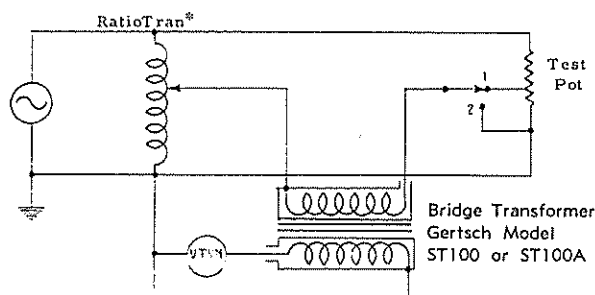 RatioTran*
1
Test
Pot
2
Bridge Transformer
Gertsch Model
VTVM
ST100 or ST100A